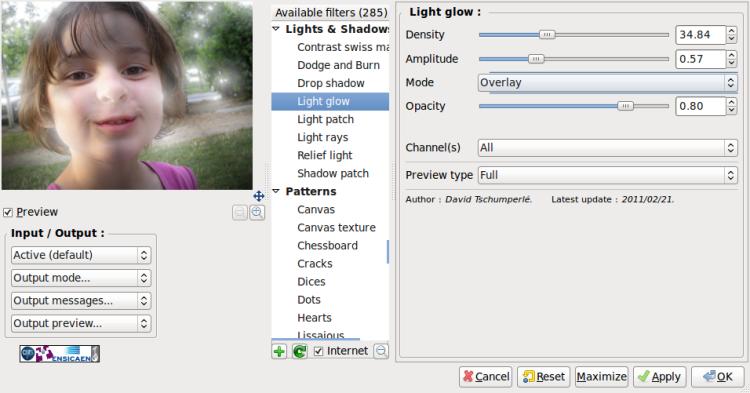 Preview
Input / Output :
Active (default)
Output mode...
Output messages...
Output preview...
ENSICAEN
Available filters (285)
Lights & Shadows
Contrast swiss ma
Dodge and Burn
Drop shadow
Light glow
Light patch
Light rays
Relief light
Shadow patch
Patterns
Canvas
Canvas texture
Chessboard
Cracks
Dices
Dots
Hearts
Lissajous
Internet
Light glow :
Density 34.84
Amplitude 0.57
Mode Overlay
Opacity 0.80
Channel(s) All
Preview type Full
Author : David Tschumperlé. Latest update : 2011/02/21.
Cancel Reset Maximize Apply OK